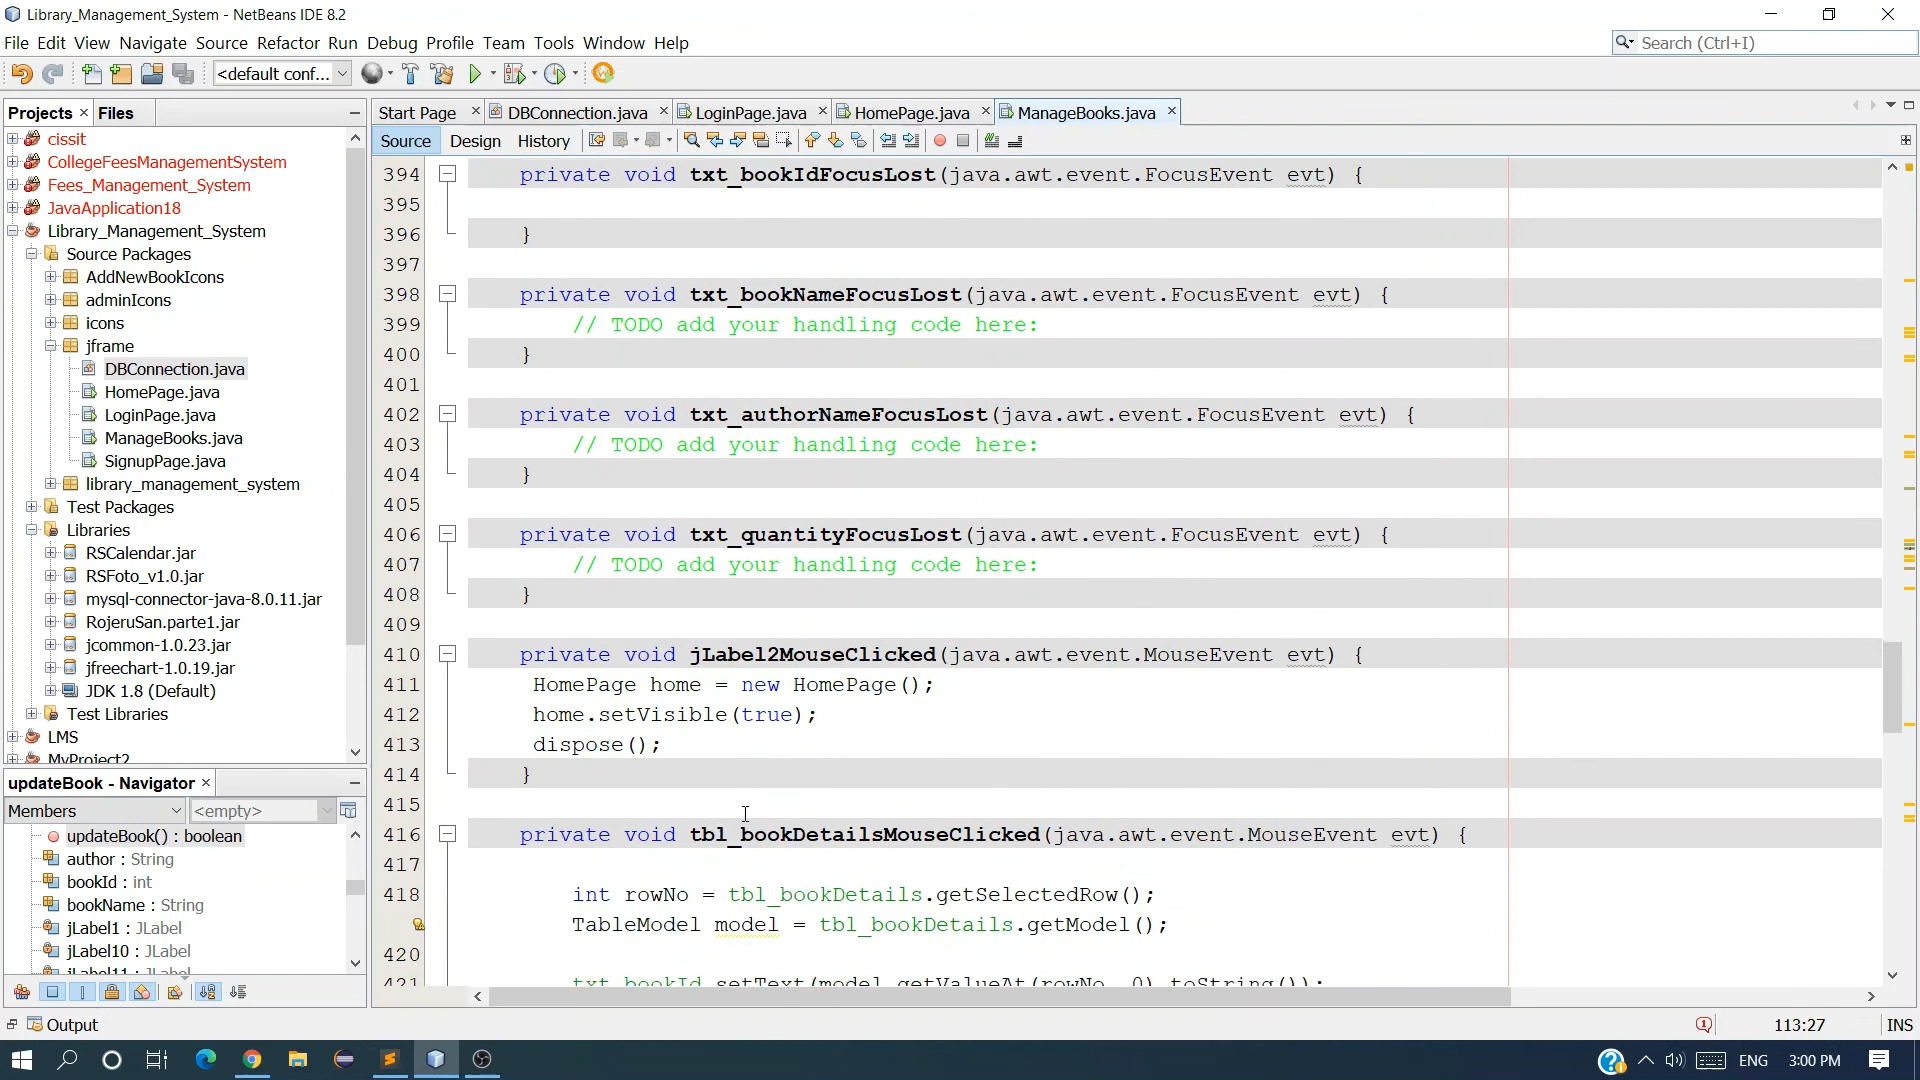 Library_Management_System - NetBeans IDE 8.2
File Edit View Navigate Source Refactor Run Debug Profile Team Tools Window Help
Search (Ctrl+I)
<default conf...
Projects Files
Start Page DBConnection.java LoginPage.java HomePage.java ManageBooks.java
Source Design History
cissit
CollegeFeesManagementSystem
Fees_Management_System
JavaApplication18
Library_Management_System
Source Packages
AddNewBookIcons
adminIcons
icons
jframe
DBConnection.java
HomePage.java
LoginPage.java
ManageBooks.java
SignupPage.java
library_management_system
Test Packages
Libraries
RSCalendar.jar
RSFoto_v1.0.jar
mysql-connector-java-8.0.11.jar
RojeruSan.parte1.jar
jcommon-1.0.23.jar
jfreechart-1.0.19.jar
JDK 1.8 (Default)
Test Libraries
LMS
MyProject2
updateBook - Navigator
Members <empty>
updateBook() : boolean
author : String
bookId : int
bookName : String
jLabel1 : JLabel
jLabel10 : JLabel
jLabel11 : JLabel
394 private void txt_bookIdFocusLost(java.awt.event.FocusEvent evt) {
395
396 }
397
398 private void txt_bookNameFocusLost(java.awt.event.FocusEvent evt) {
399 // TODO add your handling code here:
400 }
401
402 private void txt_authorNameFocusLost(java.awt.event.FocusEvent evt) {
403 // TODO add your handling code here:
404 }
405
406 private void txt_quantityFocusLost(java.awt.event.FocusEvent evt) {
407 // TODO add your handling code here:
408 }
409
410 private void jLabel2MouseClicked(java.awt.event.MouseEvent evt) {
411 HomePage home = new HomePage();
412 home.setVisible(true);
413 dispose();
414 }
415
416 private void tbl_bookDetailsMouseClicked(java.awt.event.MouseEvent evt) {
417
418 int rowNo = tbl_bookDetails.getSelectedRow();
TableModel model = tbl_bookDetails.getModel();
420
421 txt_bookId.setText(model.getValueAt(rowNo, 0).toString());
Output
113:27 INS
ENG 3:00 PM